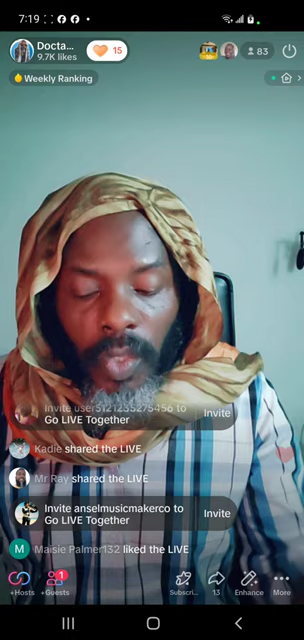 7:19
Docta...
9.7K likes
15
83
Weekly Ranking
Invite user5121235275456 to
Go LIVE Together
Invite
Kadie shared the LIVE
Mr Ray shared the LIVE
Invite anselmusicmakerco to
Go LIVE Together
Invite
M
Maisie Palmer132 liked the LIVE
1
+Hosts
+Guests
Subscri...
13
Enhance
More